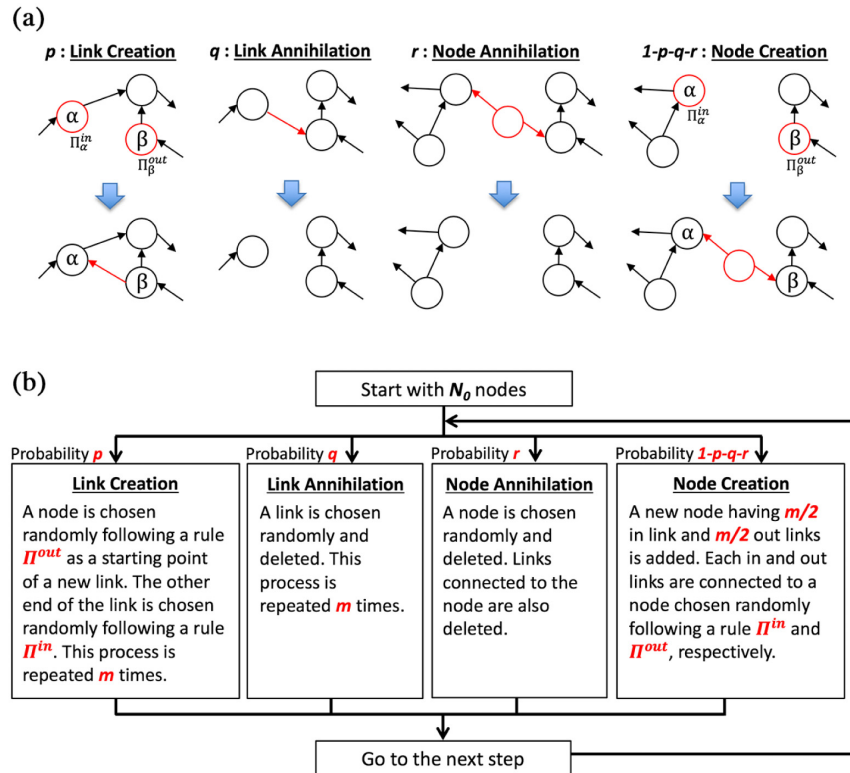 (a)
p : Link Creation
q : Link Annihilation
r : Node Annihilation
1-p-q-r : Node Creation
α
Π_α^in
β
Π_β^out
α
Π_α^in
β
Π_β^out
α
β
α
β
(b)
Start with N_0 nodes
Probability p
Probability q
Probability r
Probability 1-p-q-r
Link Creation
A node is chosen
randomly following a rule
Π^out as a starting point
of a new link. The other
end of the link is chosen
randomly following a rule
Π^in. This process is
repeated m times.
Link Annihilation
A link is chosen
randomly and
deleted. This
process is
repeated m times.
Node Annihilation
A node is chosen
randomly and
deleted. Links
connected to the
node are also
deleted.
Node Creation
A new node having m/2
in link and m/2 out links
is added. Each in and out
links are connected to a
node chosen randomly
following a rule Π^in and
Π^out, respectively.
Go to the next step